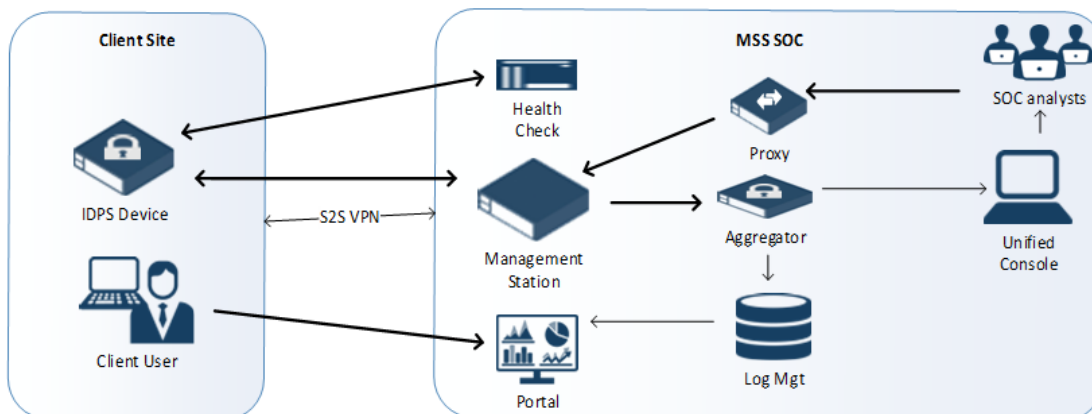 Client Site
MSS SOC
Health
Check
SOC analysts
Proxy
IDPS Device
S2S VPN
Management
Station
Aggregator
Unified
Console
Client User
Log Mgt
Portal